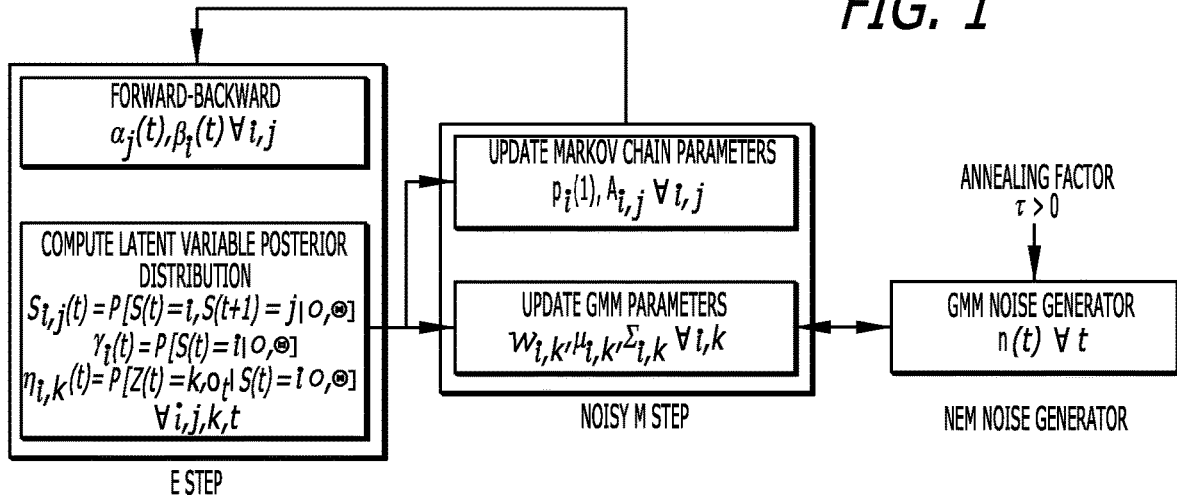 FIG. 1
FORWARD-BACKWARD
αj(t),βi(t) ∀ i,j
COMPUTE LATENT VARIABLE POSTERIOR
DISTRIBUTION
Si,j(t)=P[S(t)=i,S(t+1)=j|O,Θ]
γi(t)=P[S(t)=i|O,Θ]
ηi,k(t)=P[Z(t)=k,ot|S(t)=i O,Θ]
∀ i,j,k,t
E STEP
UPDATE MARKOV CHAIN PARAMETERS
pi(1), Ai,j ∀ i,j
UPDATE GMM PARAMETERS
wi,k,μi,k,Σi,k ∀ i,k
NOISY M STEP
ANNEALING FACTOR
τ > 0
GMM NOISE GENERATOR
n(t) ∀ t
NEM NOISE GENERATOR